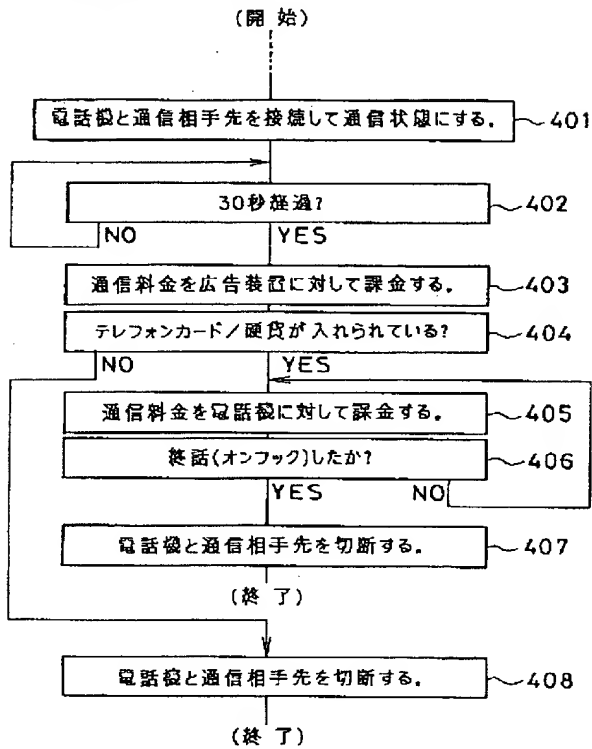 (開 始)
電話機と通信相手先を接続して通信状態にする。 401
30秒経過? 402
NO YES
通信料金を広告装置に対して課金する。 403
テレフォンカード/硬貨が入れられている? 404
NO YES
通信料金を電話機に対して課金する。 405
終話(オンフック)したか? 406
YES NO
電話機と通信相手先を切断する。 407
(終 了)
電話機と通信相手先を切断する。 408
(終 了)